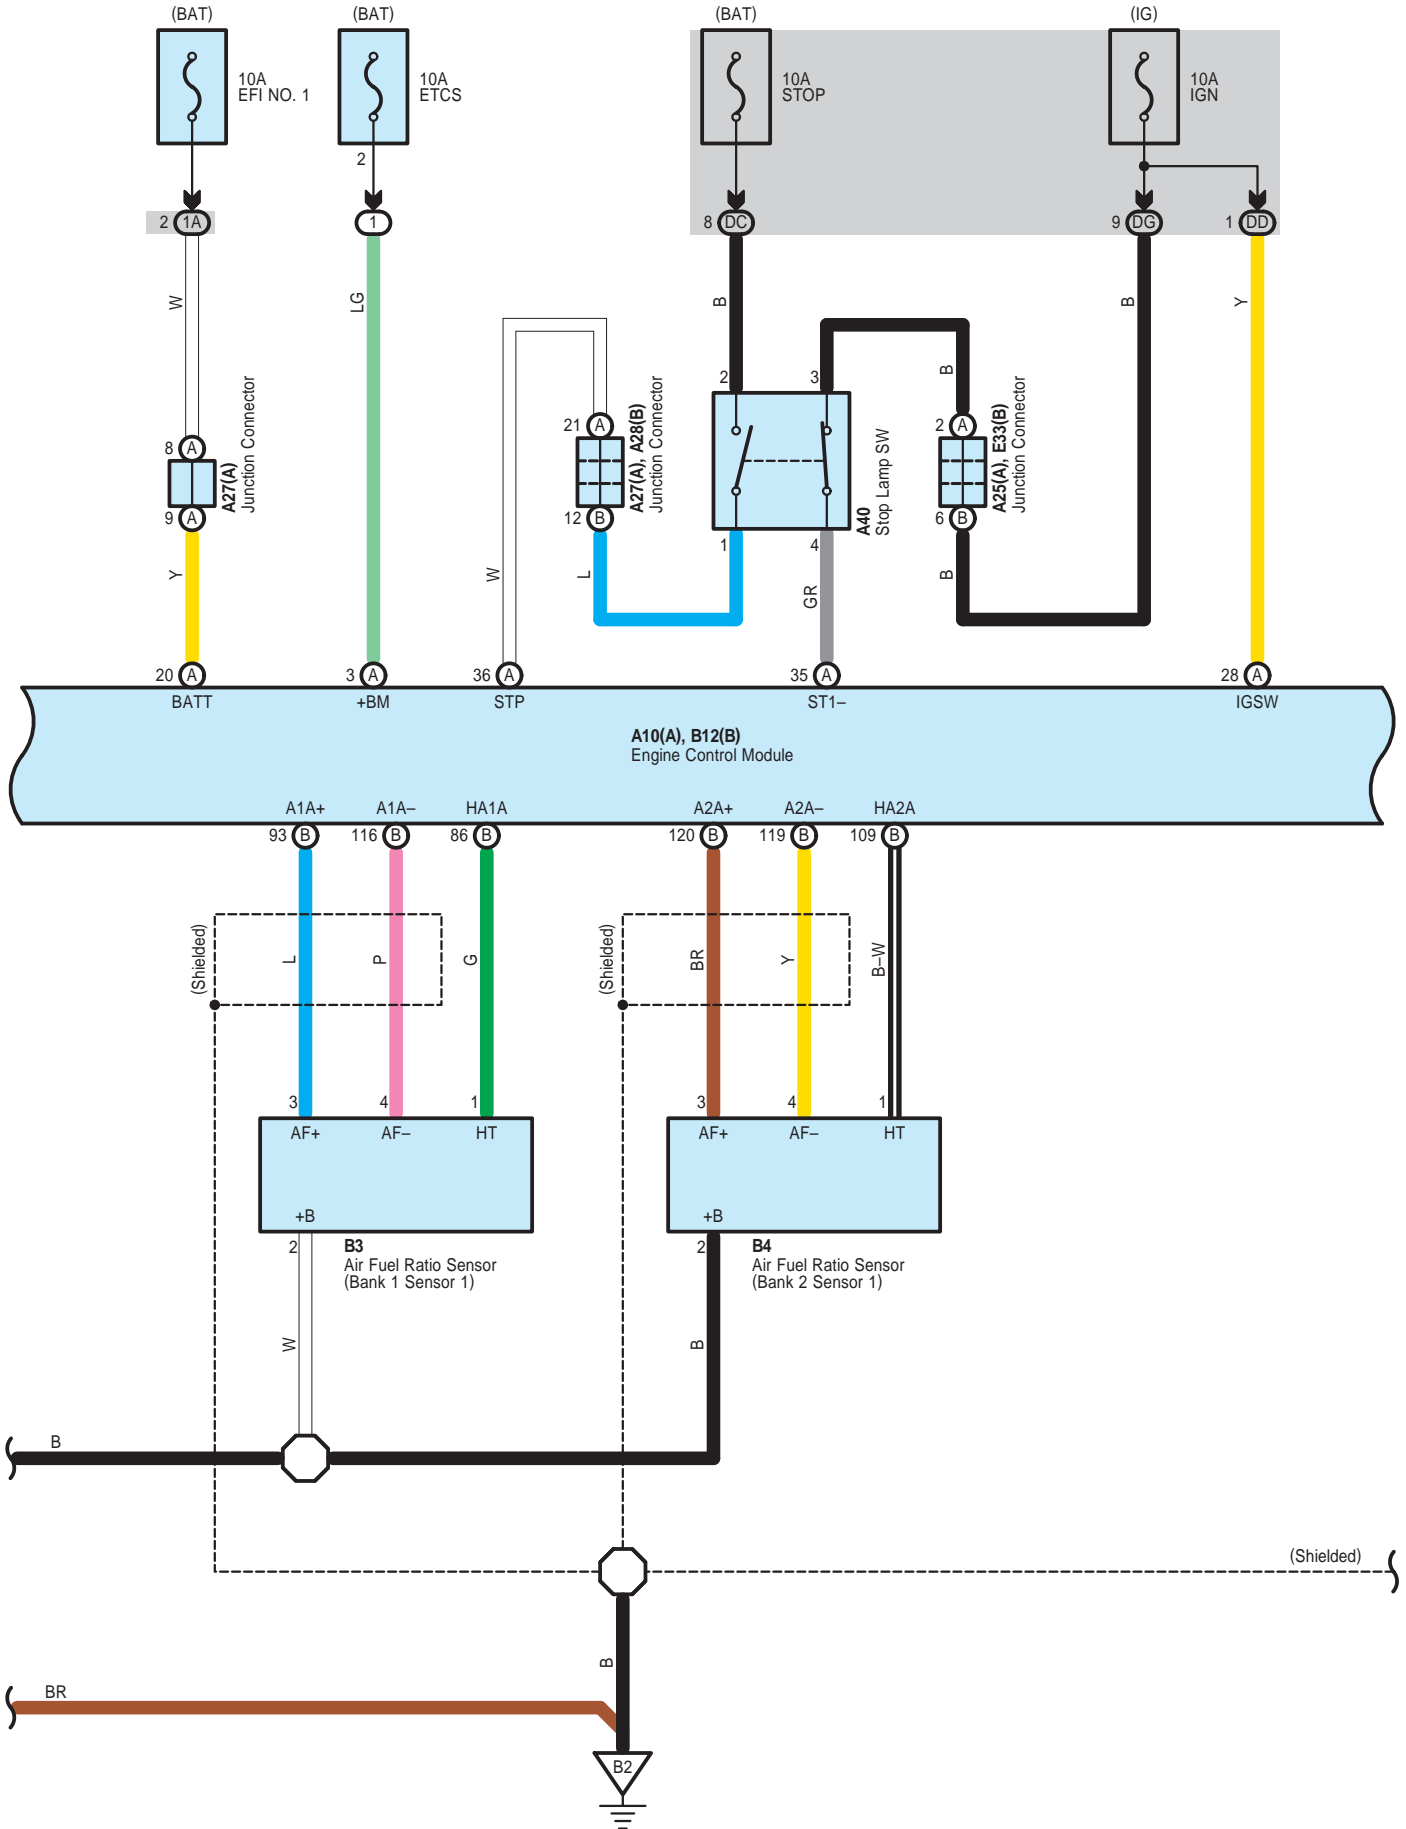 (BAT)
(BAT)
(BAT)
(IG)
10A
EFI NO. 1
10A
ETCS
10A
STOP
10A
IGN
2
2 1A
1
8 DC
9 DG
1 DD
W
LG
B
B
Y
2
3
B
8 A
A27(A)
Junction Connector
9 A
21 A
A27(A), A28(B)
Junction Connector
12 B
A40
Stop Lamp SW
2 A
A25(A), E33(B)
Junction Connector
6 B
1
4
Y
W
L
GR
B
20 A
3 A
36 A
35 A
28 A
BATT
+BM
STP
ST1–
IGSW
A10(A), B12(B)
Engine Control Module
A1A+
A1A–
HA1A
A2A+
A2A–
HA2A
93 B
116 B
86 B
120 B
119 B
109 B
(Shielded)
L
P
G
(Shielded)
BR
Y
B–W
3
4
1
3
4
1
AF+
AF–
HT
AF+
AF–
HT
+B
+B
2
B3
Air Fuel Ratio Sensor
(Bank 1 Sensor 1)
2
B4
Air Fuel Ratio Sensor
(Bank 2 Sensor 1)
W
B
B
(Shielded)
B
BR
B2